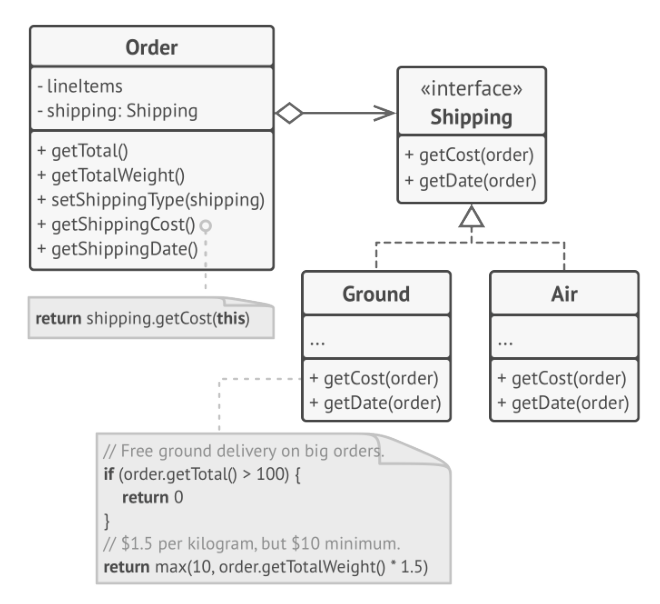 Order
- lineItems
- shipping: Shipping
+ getTotal()
+ getTotalWeight()
+ setShippingType(shipping)
+ getShippingCost()
+ getShippingDate()
return shipping.getCost(this)
«interface»
Shipping
+ getCost(order)
+ getDate(order)
Ground
...
+ getCost(order)
+ getDate(order)
Air
...
+ getCost(order)
+ getDate(order)
// Free ground delivery on big orders.
if (order.getTotal() > 100) {
return 0
}
// $1.5 per kilogram, but $10 minimum.
return max(10, order.getTotalWeight() * 1.5)